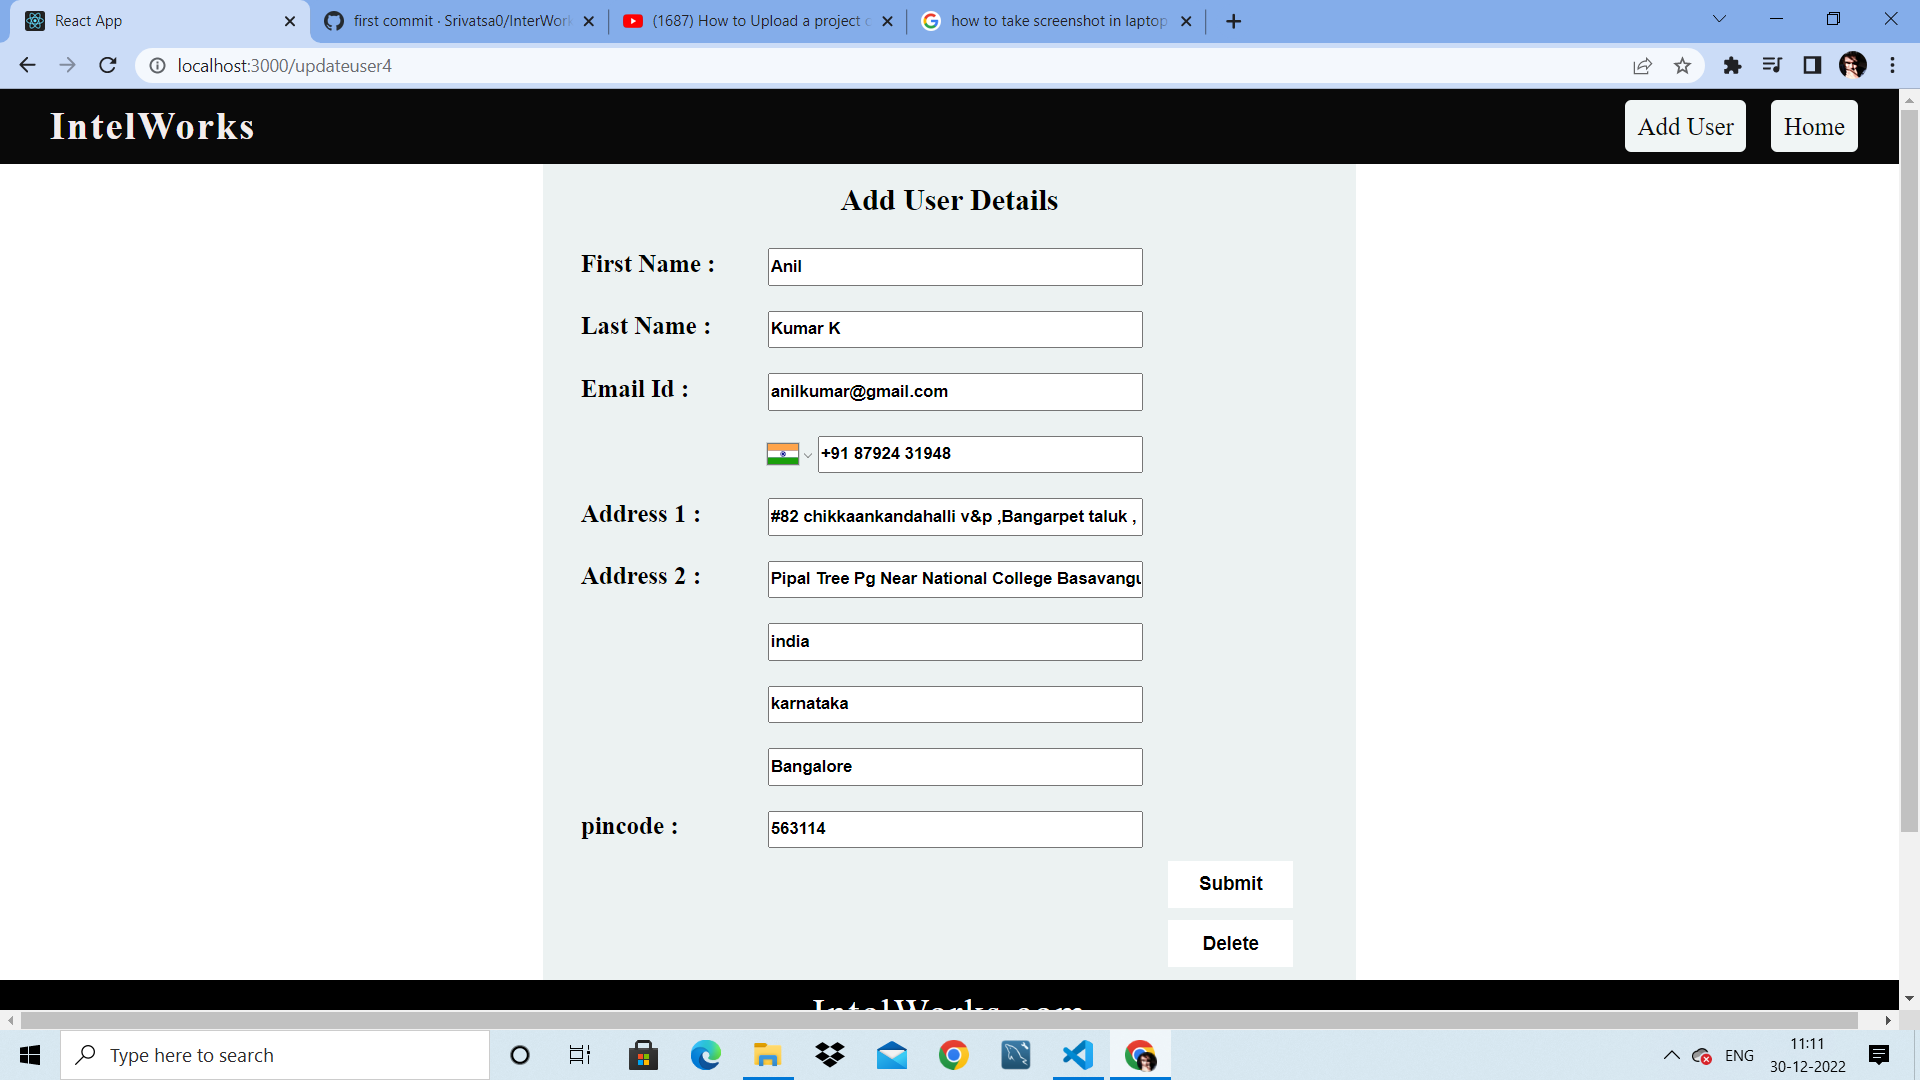 React App
first commit · Srivatsa0/InterWork
(1687) How to Upload a project
how to take screenshot in laptop
localhost:3000/updateuser4
IntelWorks
Add User
Home
Add User Details
First Name :
Anil
Last Name :
Kumar K
Email Id :
anilkumar@gmail.com
+91 87924 31948
Address 1 :
#82 chikkaankandahalli v&p ,Bangarpet taluk ,
Address 2 :
Pipal Tree Pg Near National College Basavangu
india
karnataka
Bangalore
pincode :
563114
Submit
Delete
IntelWorks.com
Type here to search
ENG
11:11
30-12-2022